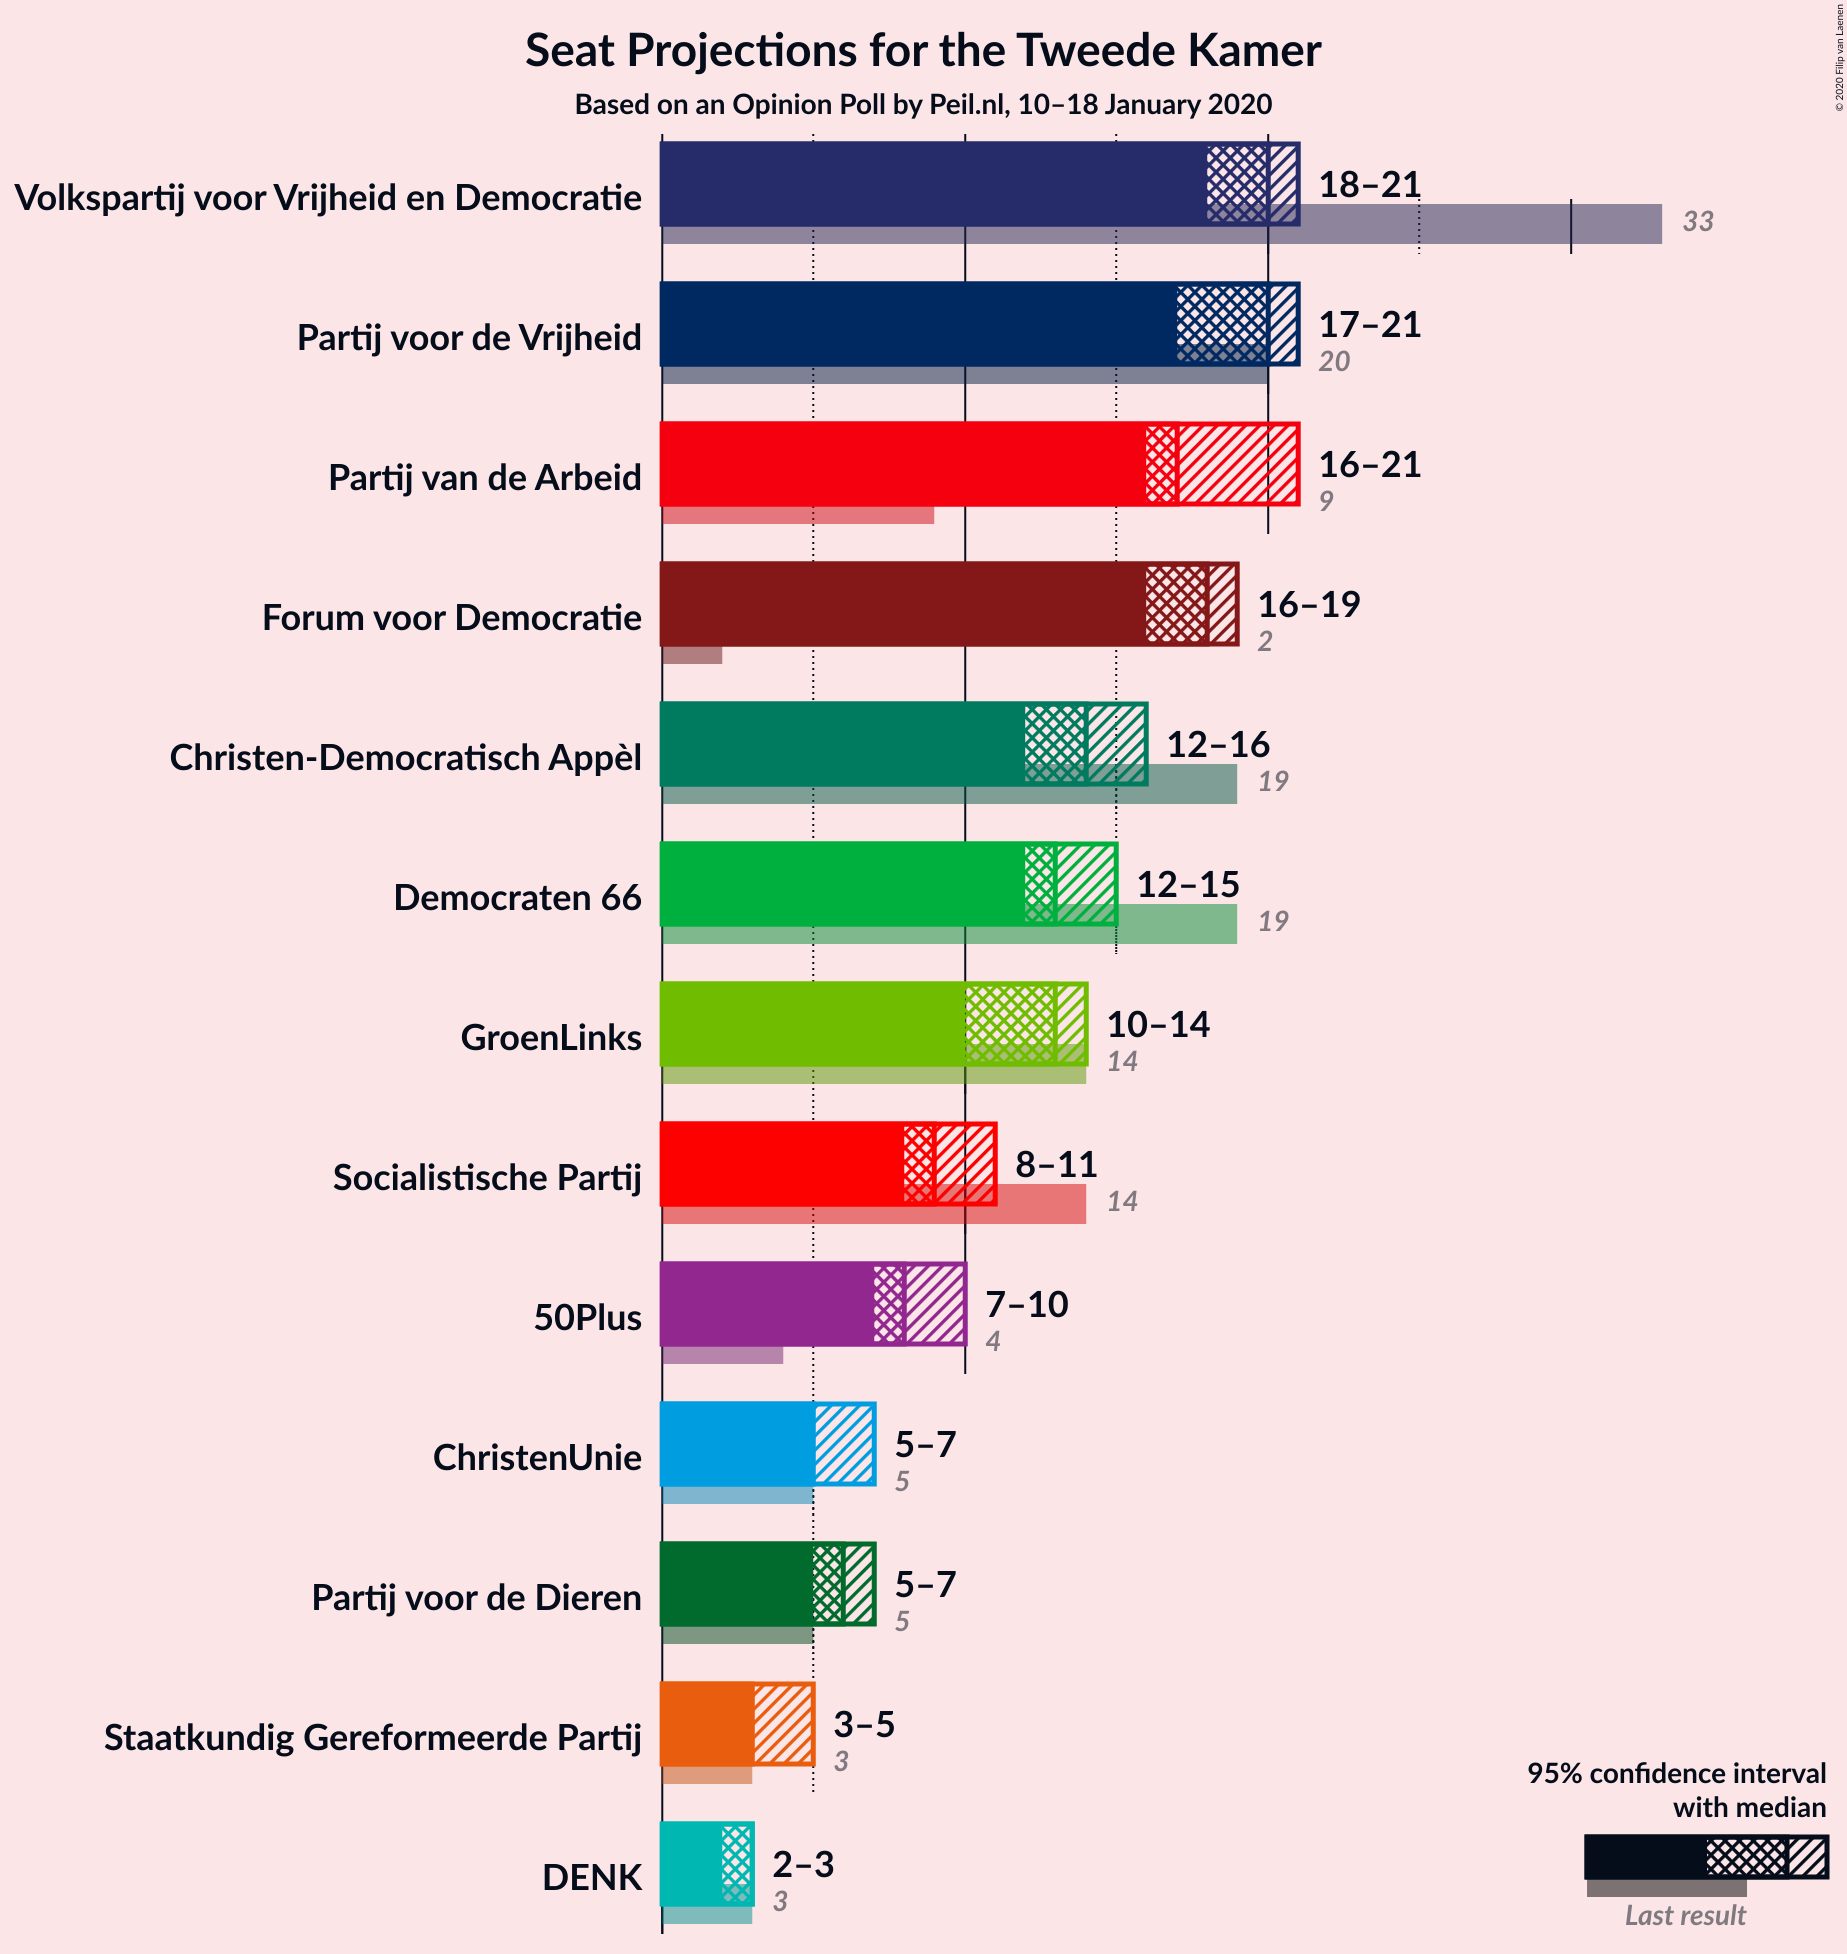 Seat Projections for the Tweede Kamer
Based on an Opinion Poll by Peil.nl, 10–18 January 2020
© 2020 Filip van Laenen
Volkspartij voor Vrijheid en Democratie
18–21
33
Partij voor de Vrijheid
17–21
20
Partij van de Arbeid
16–21
9
Forum voor Democratie
16–19
2
Christen-Democratisch Appèl
12–16
19
Democraten 66
12–15
19
GroenLinks
10–14
14
Socialistische Partij
8–11
14
50Plus
7–10
4
ChristenUnie
5–7
5
Partij voor de Dieren
5–7
5
Staatkundig Gereformeerde Partij
3–5
3
DENK
2–3
3
95% confidence interval
with median
Last result